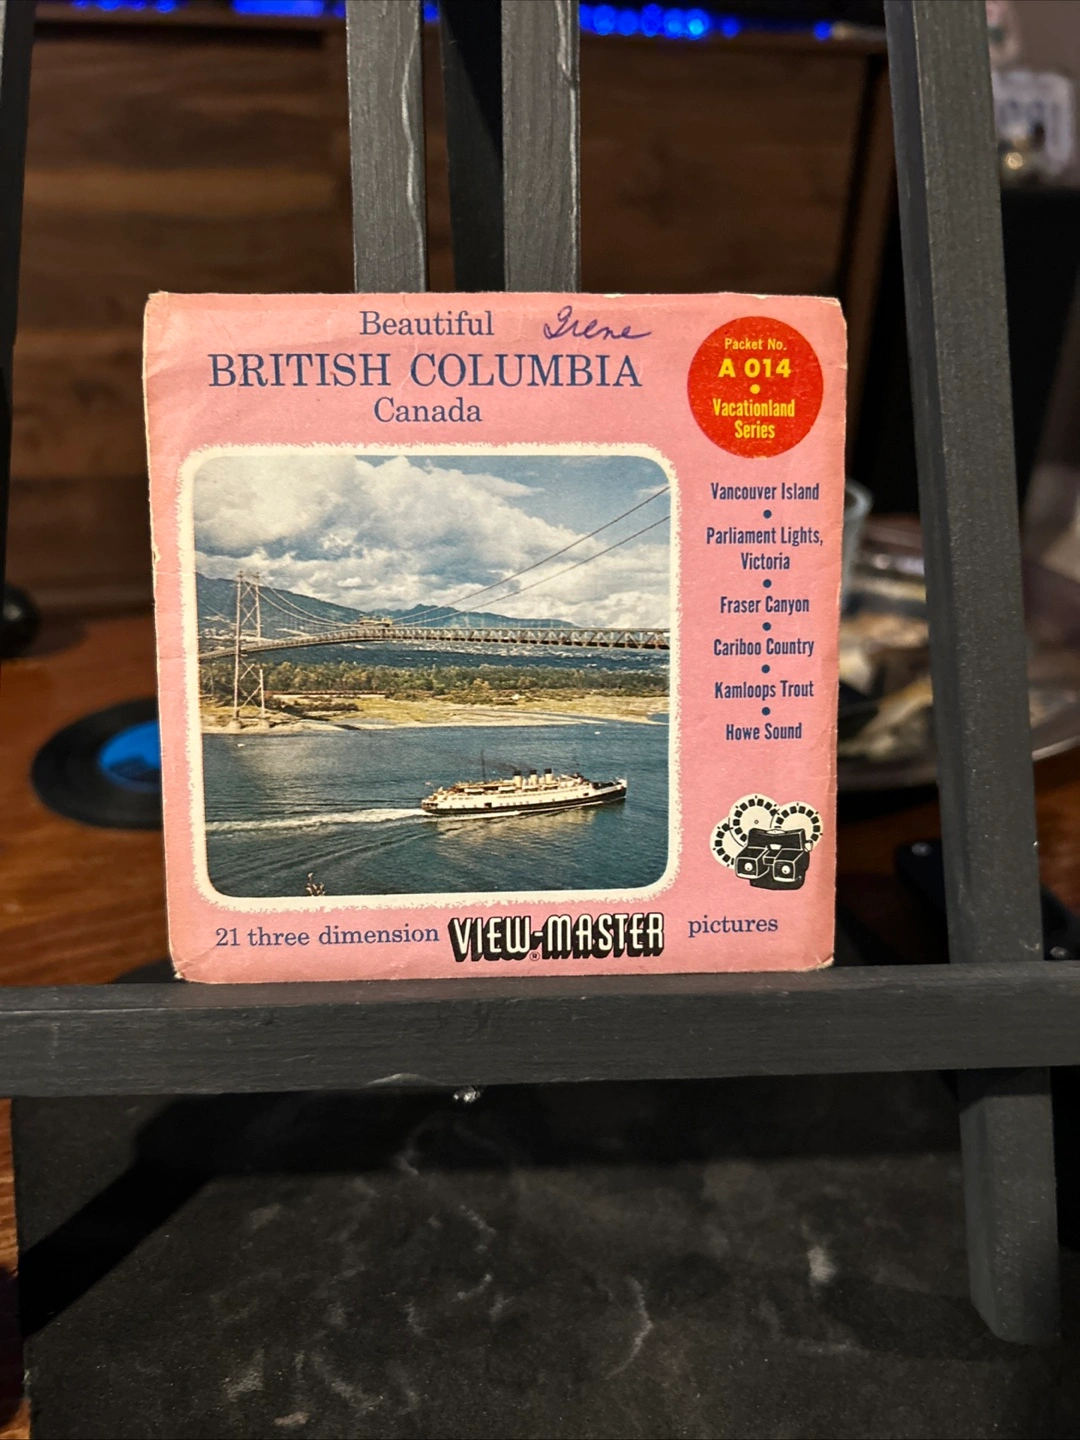 Beautiful Irene
BRITISH COLUMBIA
Canada
Packet No.
A 014
•
Vacationland
Series
Vancouver Island
•
Parliament Lights,
Victoria
•
Fraser Canyon
•
Cariboo Country
•
Kamloops Trout
•
Howe Sound
21 three dimension VIEW-MASTER® pictures